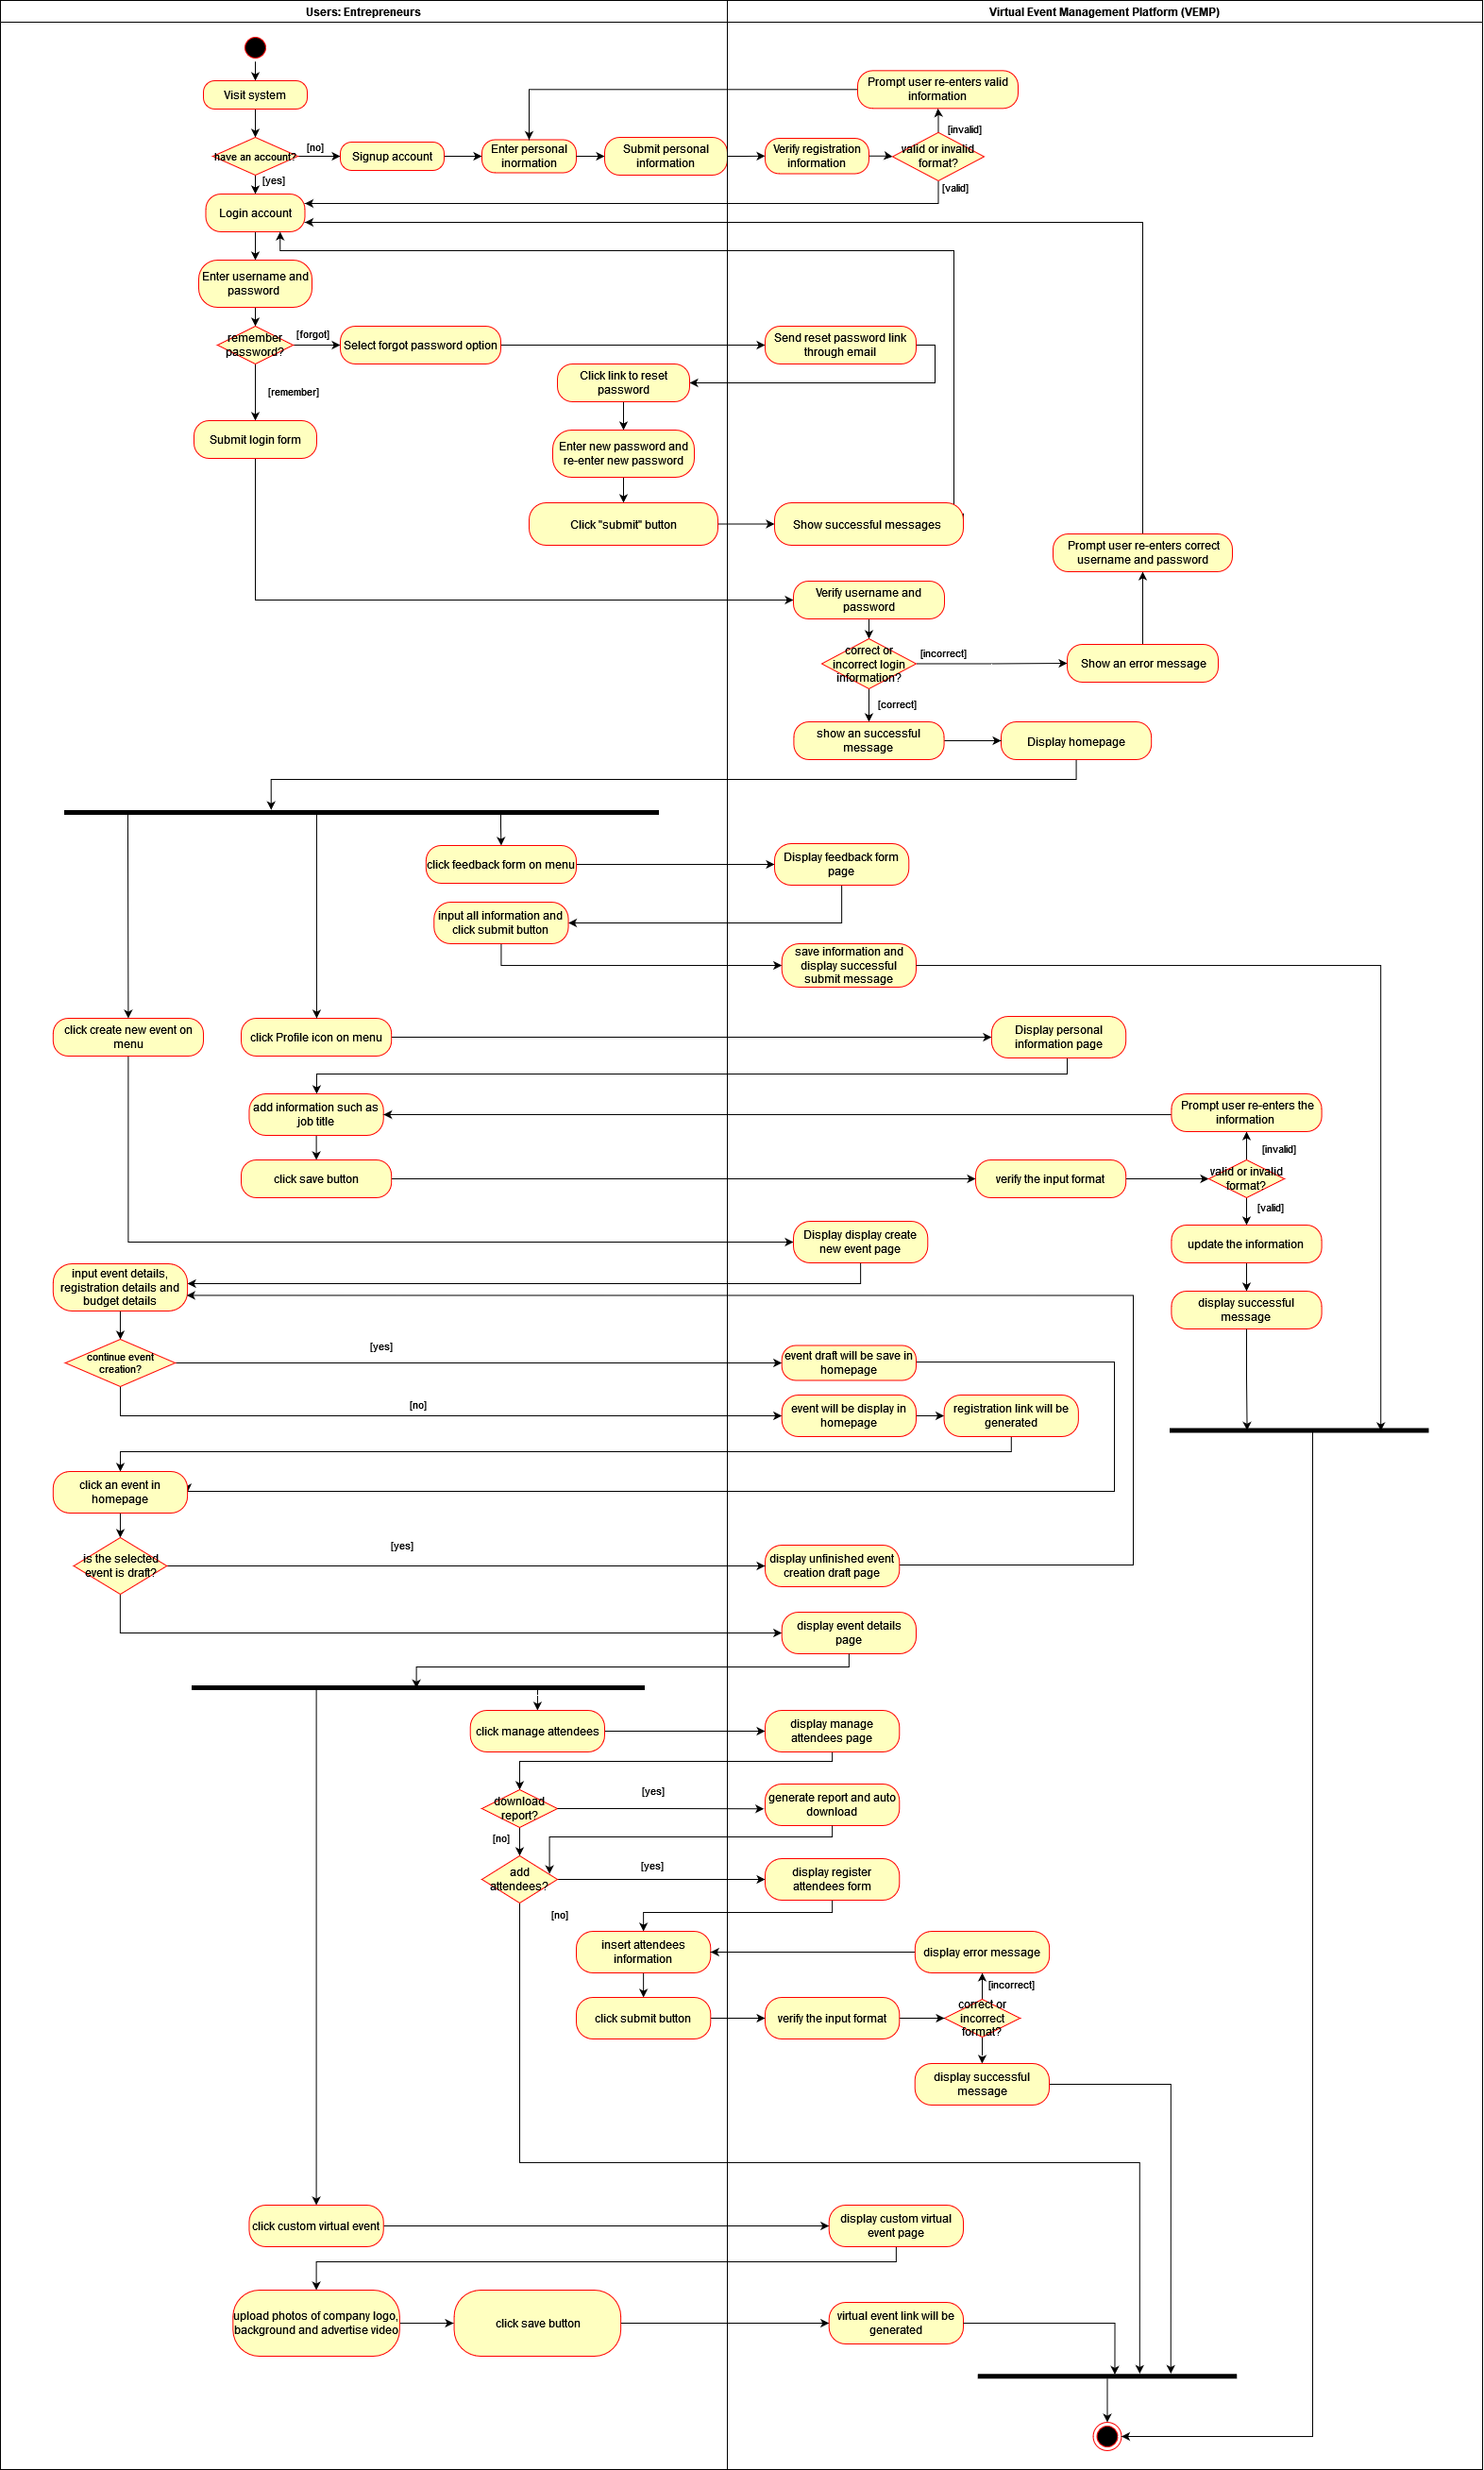 Users: Entrepreneurs
Virtual Event Management Platform (VEMP)
Visit system
Prompt user re-enters valid
information
[invalid]
have an account?
[no]
Signup account
Enter personal
inormation
Submit personal
information
Verify registration
information
valid or invalid
format?
[yes]
[valid]
Login account
Enter username and
password
remember
password?
[forgot]
Select forgot password option
Send reset password link
through email
Click link to reset
password
[remember]
Submit login form
Enter new password and
re-enter new password
Click "submit" button
Show successful messages
Prompt user re-enters correct
username and password
Verify username and
password
correct or
incorrect login
information?
[incorrect]
Show an error message
[correct]
show an successful
message
Display homepage
click feedback form on menu
Display feedback form
page
input all information and
click submit button
save information and
display successful
submit message
click create new event on
menu
click Profile icon on menu
Display personal
information page
add information such as
job title
Prompt user re-enters the
information
[invalid]
click save button
verify the input format
valid or invalid
format?
[valid]
Display display create
new event page
update the information
input event details,
registration details and
budget details
display successful
message
continue event
creation?
[yes]
event draft will be save in
homepage
[no]
event will be display in
homepage
registration link will be
generated
click an event in
homepage
is the selected
event is draft?
[yes]
display unfinished event
creation draft page
display event details
page
click manage attendees
display manage
attendees page
download
report?
[yes]
generate report and auto
download
[no]
add
attendees?
[yes]
display register
attendees form
[no]
insert attendees
information
display error message
[incorrect]
click submit button
verify the input format
correct or
incorrect
format?
display successful
message
click custom virtual event
display custom virtual
event page
upload photos of company logo,
background and advertise video
click save button
virtual event link will be
generated